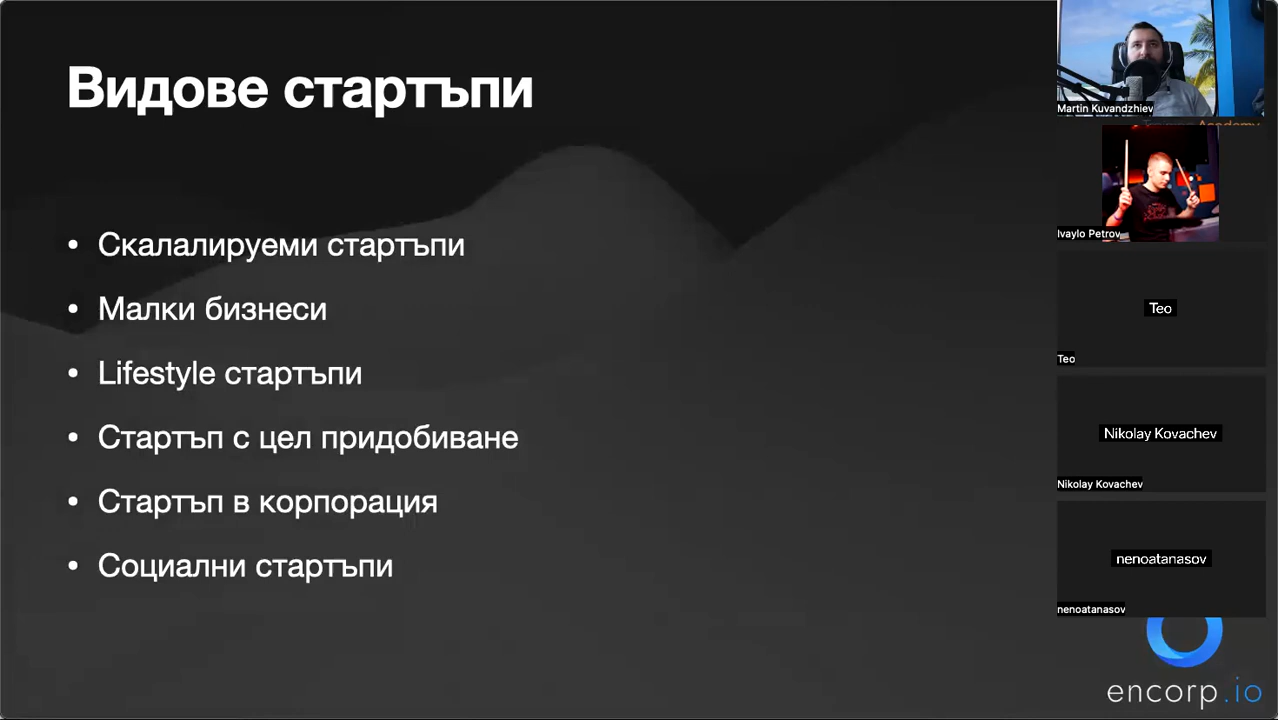 Видове стартъпи
• Скалалируеми стартъпи
• Малки бизнеси
• Lifestyle стартъпи
• Стартъп с цел придобиване
• Стартъп в корпорация
• Социални стартъпи
Martin Kuvandzhiev
Academy
Ivaylo Petrov
Teo
Teo
Nikolay Kovachev
Nikolay Kovachev
nenoatanasov
nenoatanasov
encorp.io